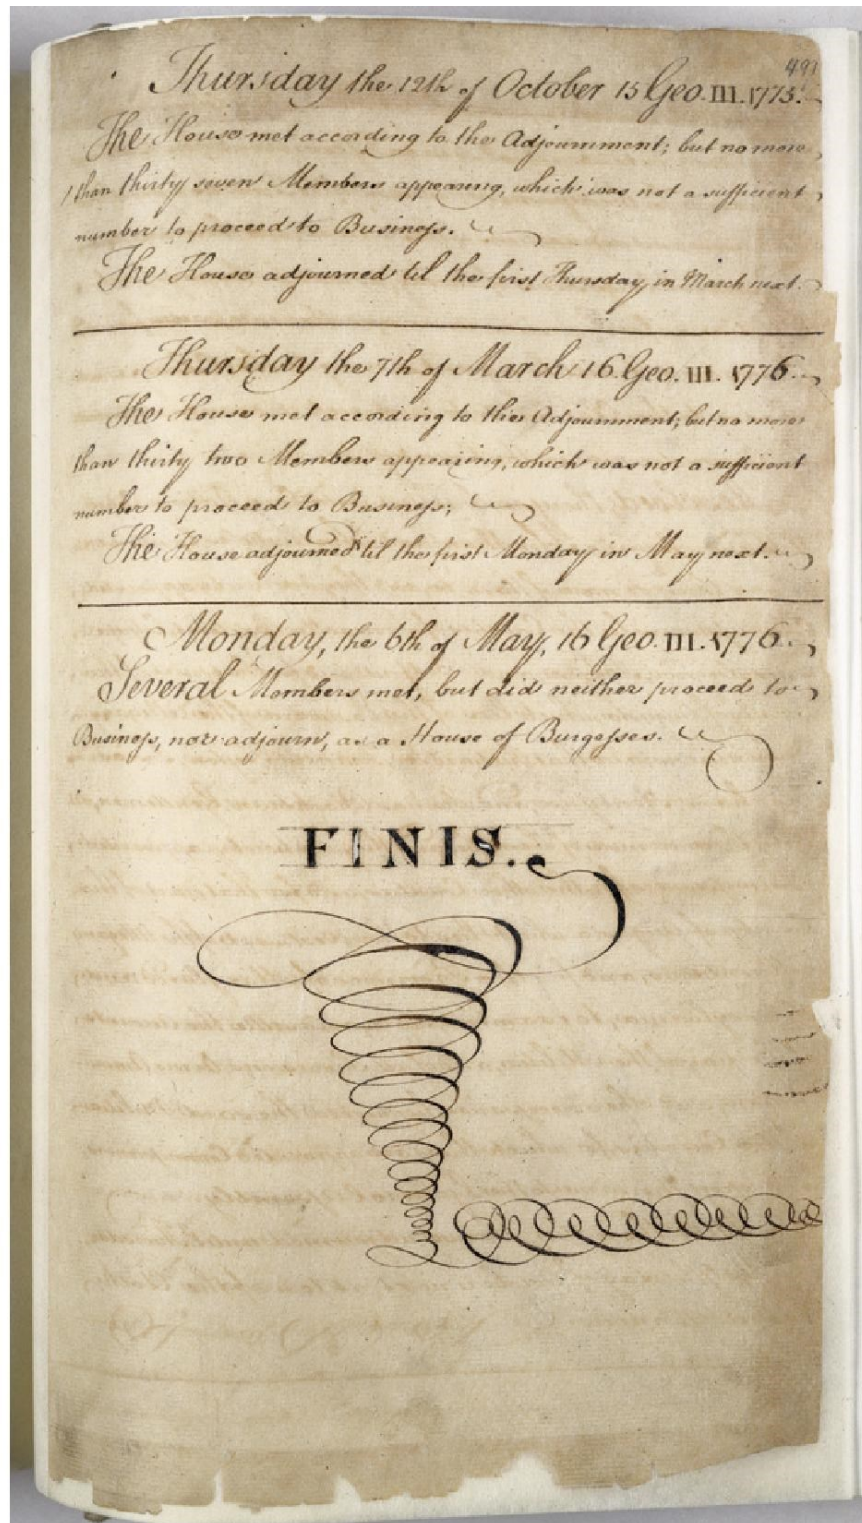 491
Thursday the 12th of October 15 Geo. III. 1775.
The House met according to the Adjournment; but no more
than thirty seven Members appearing, which was not a sufficient
number to proceed to Business.
The House adjourned til the first Thursday in March next.
Thursday the 7th of March 16 Geo. III. 1776.
The House met according to the Adjournment; but no more
than thirty two Members appearing, which was not a sufficient
number to proceed to Business;
The House adjourned til the first Monday in May next.
Monday, the 6th of May, 16 Geo. III. 1776.
Several Members met, but did neither proceed to
Business, nor adjourn, as a House of Burgesses.
FINIS.